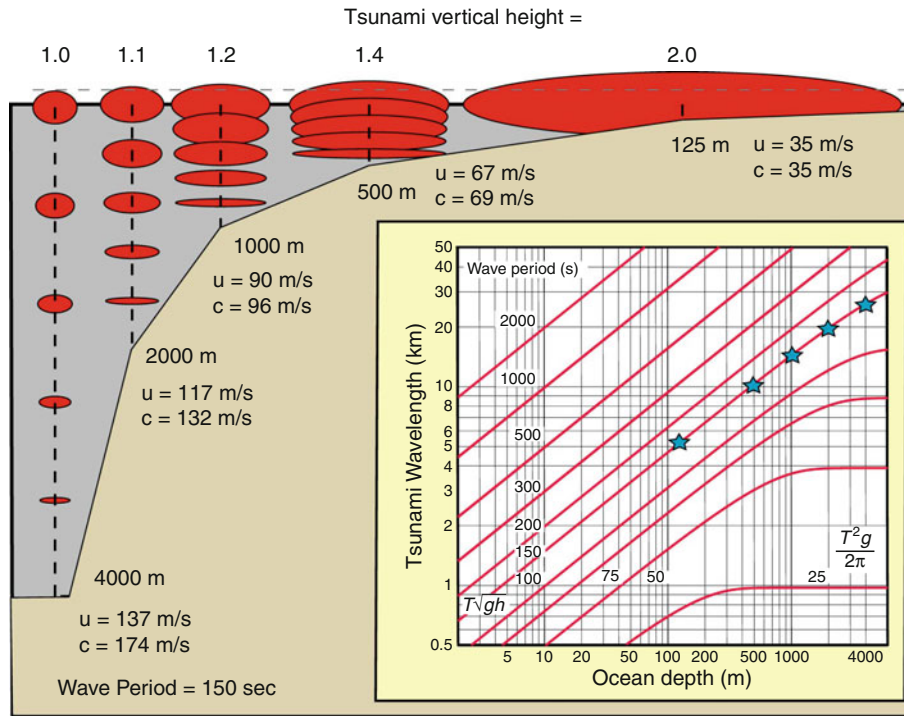 Tsunami vertical height =
1.0 1.1 1.2 1.4 2.0
125 m
u = 35 m/s
c = 35 m/s
500 m
u = 67 m/s
c = 69 m/s
1000 m
u = 90 m/s
c = 96 m/s
2000 m
u = 117 m/s
c = 132 m/s
4000 m
u = 137 m/s
c = 174 m/s
Wave Period = 150 sec
Tsunami Wavelength (km)
50
40
30
20
10
8
6
5
4
3
2
1
0.5
Wave period (s)
2000
1000
500
300
200
150
100
75
50
25
T√gh
T²g
2π
5 10 20 50 100 200 500 1000 4000
Ocean depth (m)